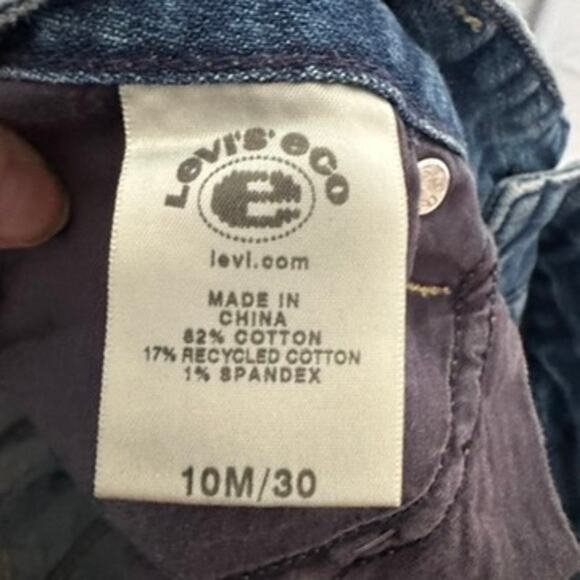 Levi's eco
e
levi.com
MADE IN
CHINA
82% COTTON
17% RECYCLED COTTON
1% SPANDEX
10M/30